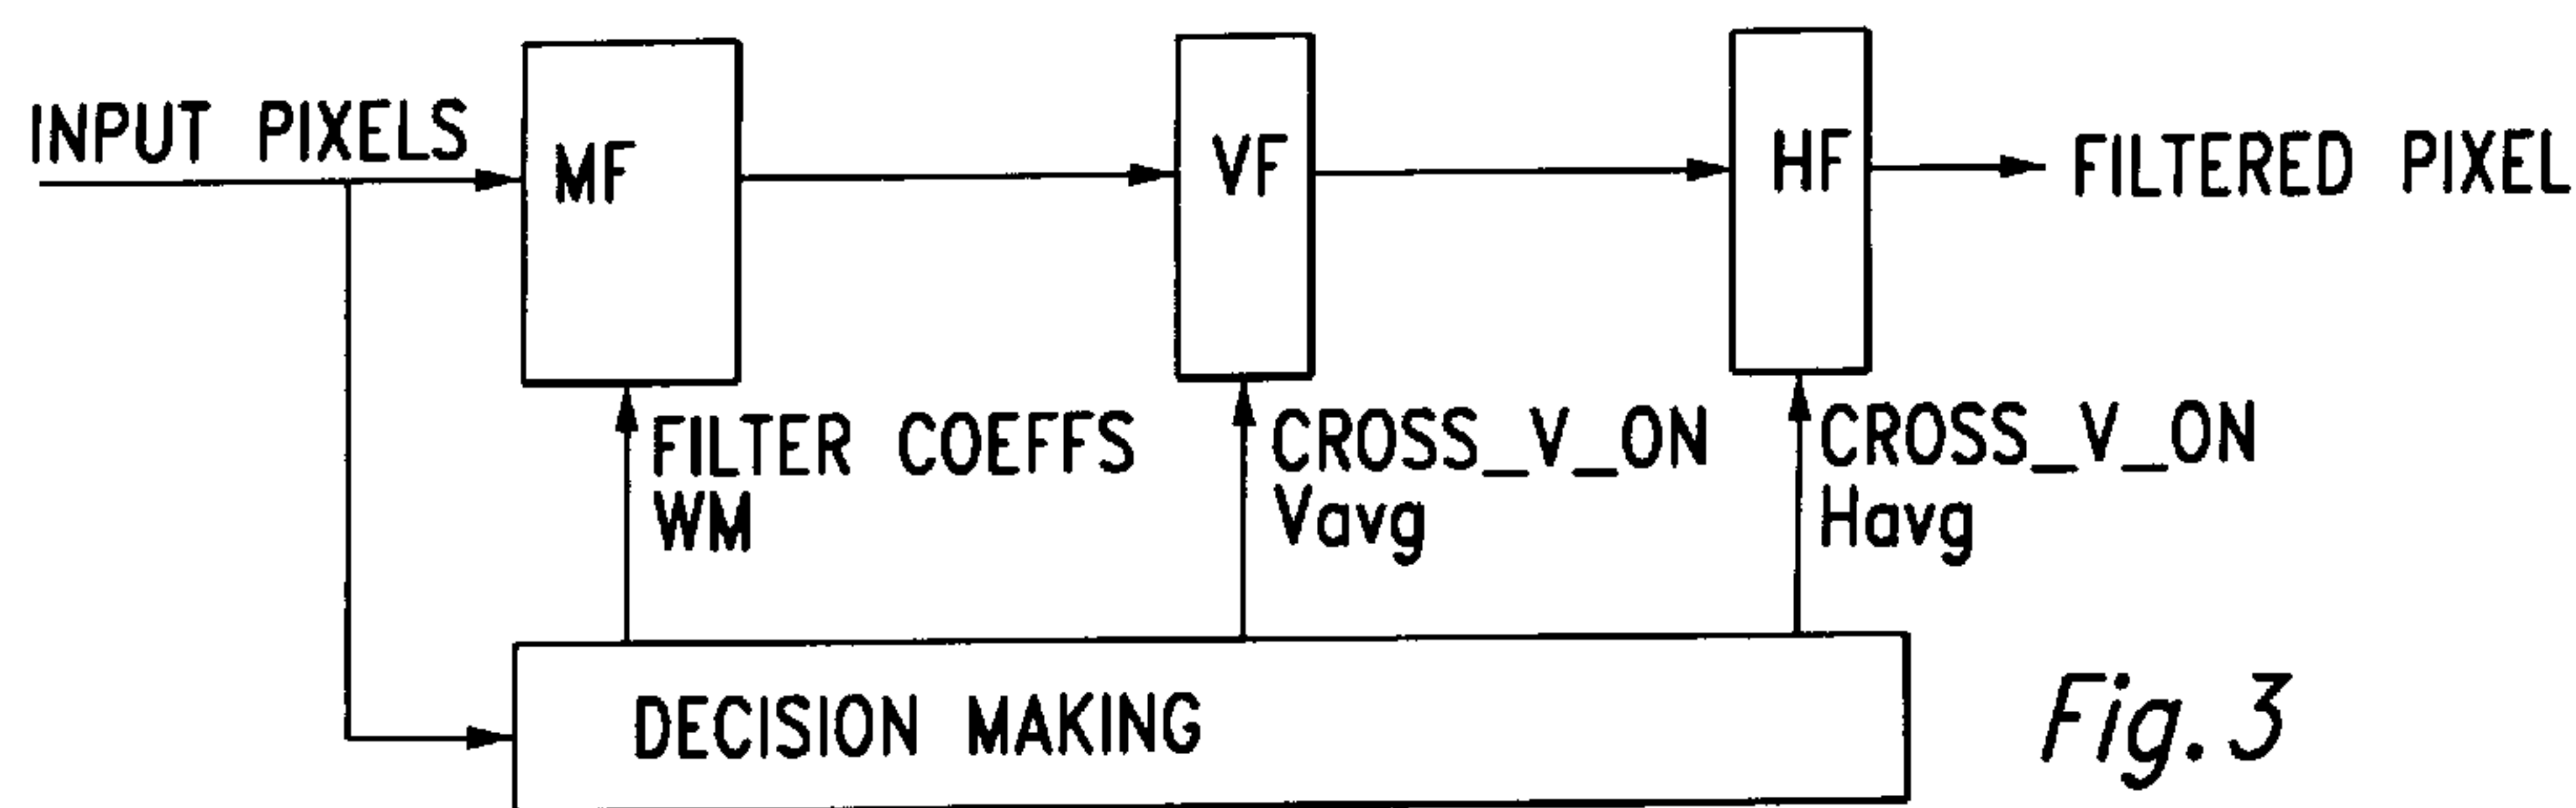 INPUT PIXELS
MF
VF
HF
FILTERED PIXEL
FILTER COEFFS
WM
CROSS_V_ON
Vavg
CROSS_V_ON
Havg
DECISION MAKING
Fig. 3